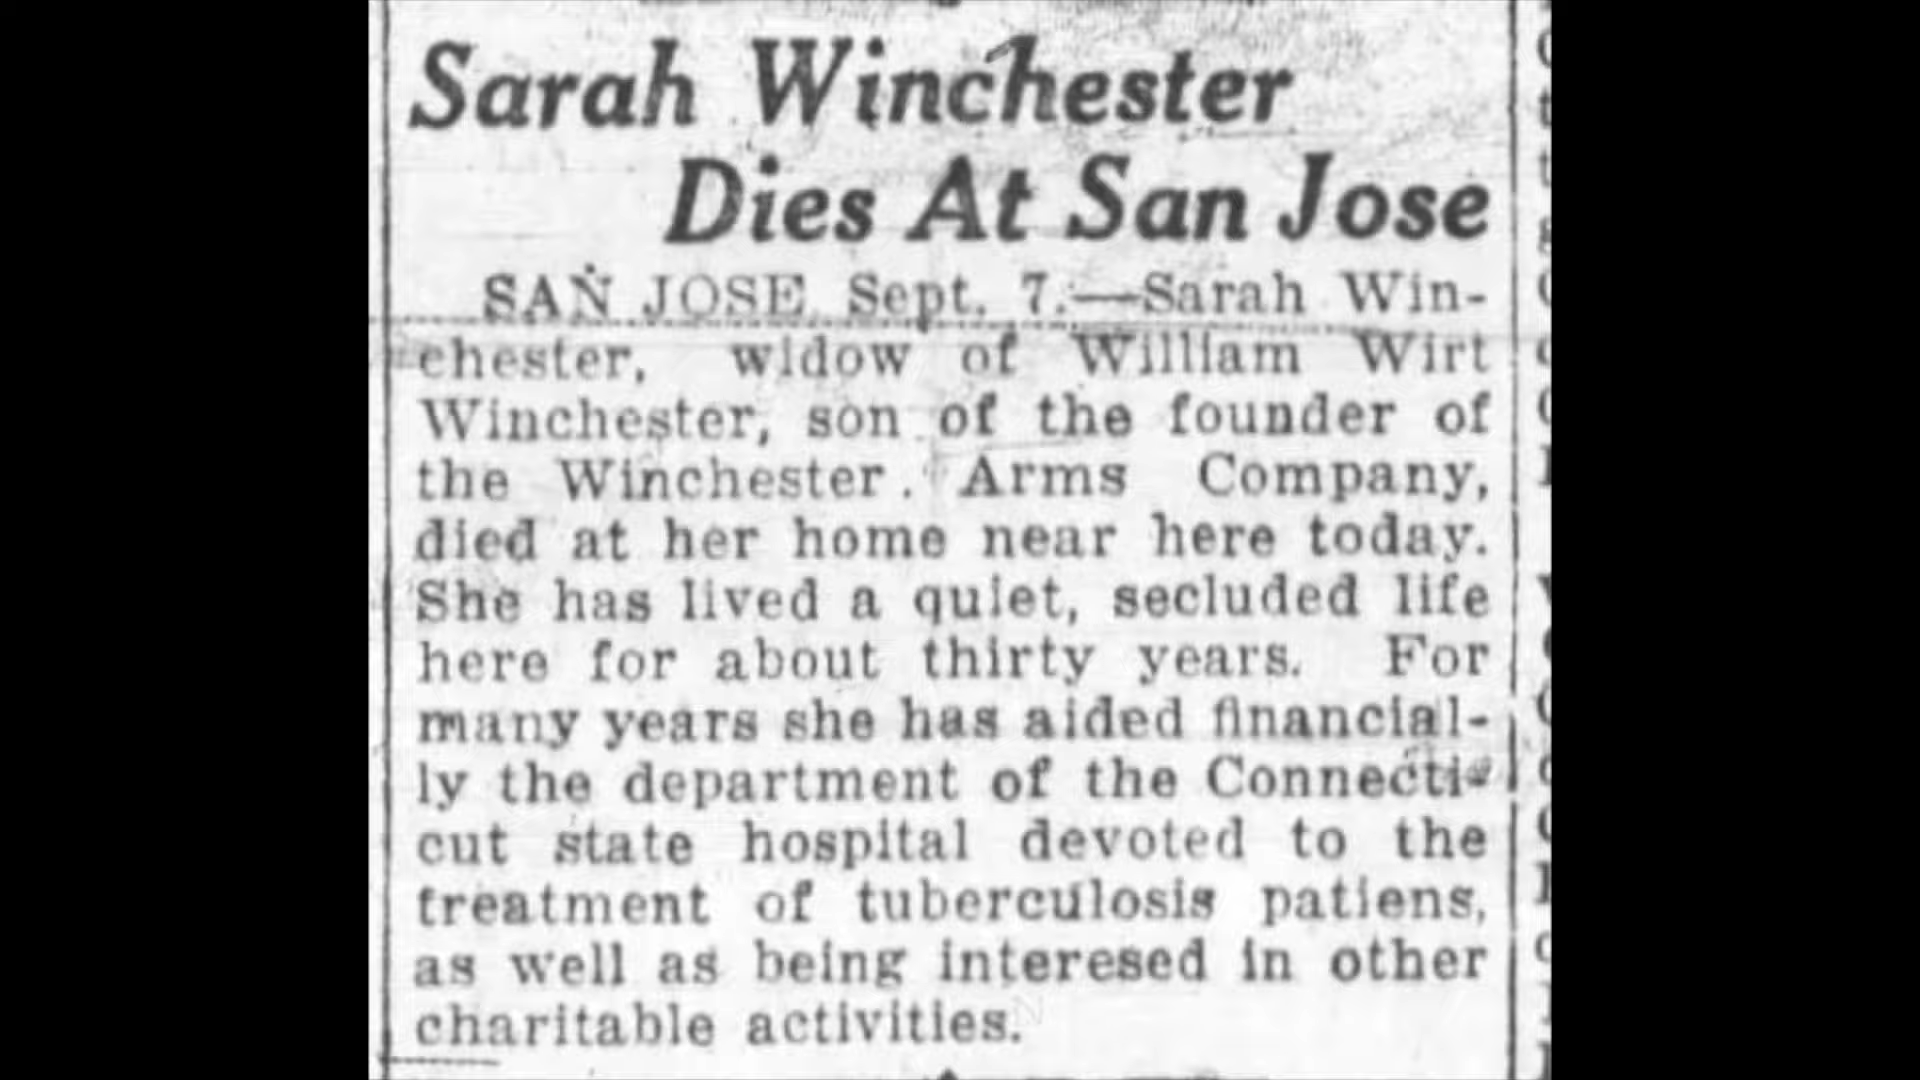 Sarah Winchester
Dies At San Jose
SAN JOSE, Sept. 7.—Sarah Win-
chester, widow of William Wirt
Winchester, son of the founder of
the Winchester Arms Company,
died at her home near here today.
She has lived a quiet, secluded life
here for about thirty years. For
many years she has aided financial-
ly the department of the Connecti-
cut state hospital devoted to the
treatment of tuberculosis patiens,
as well as being interesed in other
charitable activities.